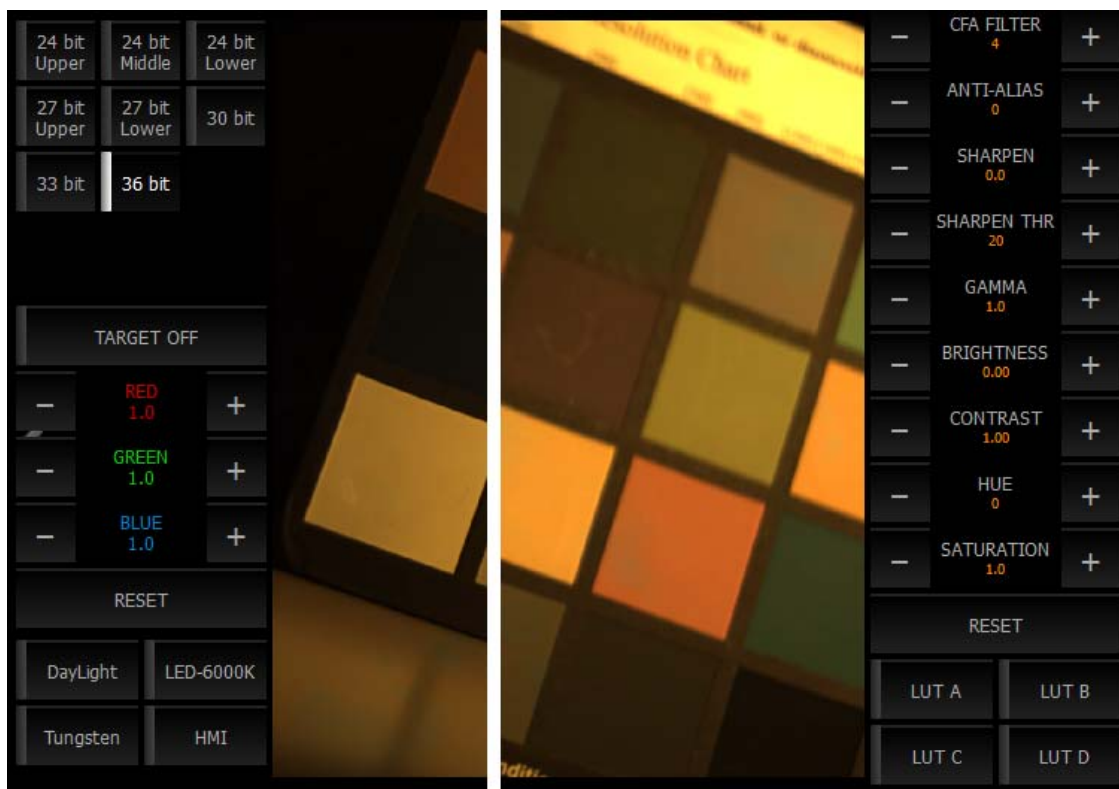 24 bit
Upper
24 bit
Middle
24 bit
Lower
27 bit
Upper
27 bit
Lower
30 bit
33 bit
36 bit
TARGET OFF
−
RED
1.0
+
−
GREEN
1.0
+
−
BLUE
1.0
+
RESET
DayLight
LED-6000K
Tungsten
HMI
Chart
−
CFA FILTER
4
+
−
ANTI-ALIAS
0
+
−
SHARPEN
0.0
+
−
SHARPEN THR
20
+
−
GAMMA
1.0
+
−
BRIGHTNESS
0.00
+
−
CONTRAST
1.00
+
−
HUE
0
+
−
SATURATION
1.0
+
RESET
LUT A
LUT B
LUT C
LUT D